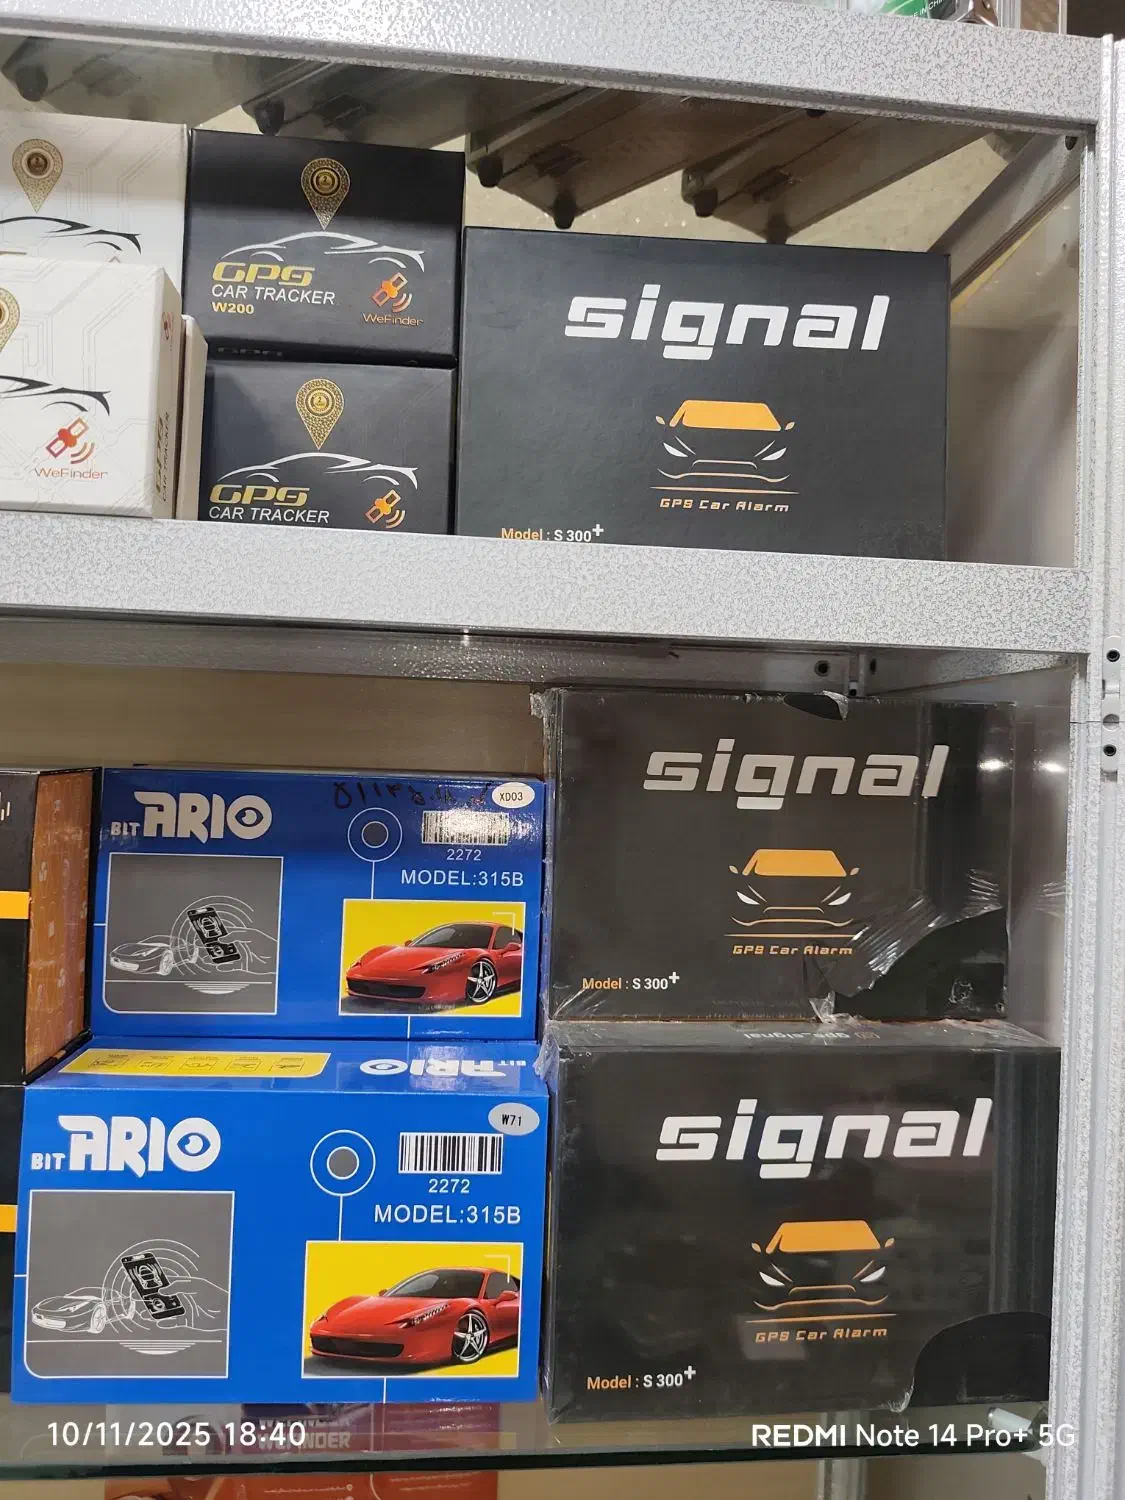 GPS
CAR TRACKER
W200
WeFinder
signal
GPS Car Alarm
Model : S 300+
WeFinder
GPS
CAR TRACKER
signal
GPS Car Alarm
Model : S 300+
BIT ARIO
XD03
2272
MODEL:315B
BIT ARIO
W71
2272
MODEL:315B
signal
GPS Car Alarm
Model : S 300+
10/11/2025 18:40
REDMI Note 14 Pro+ 5G